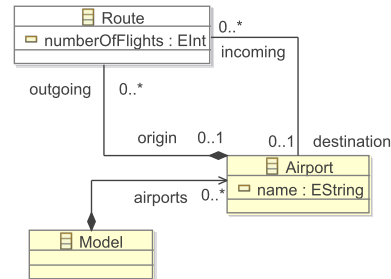 Route
numberOfFlights : EInt
0..*
incoming
outgoing
0..*
origin
0..1
0..1
destination
Airport
name : EString
airports
0..*
Model